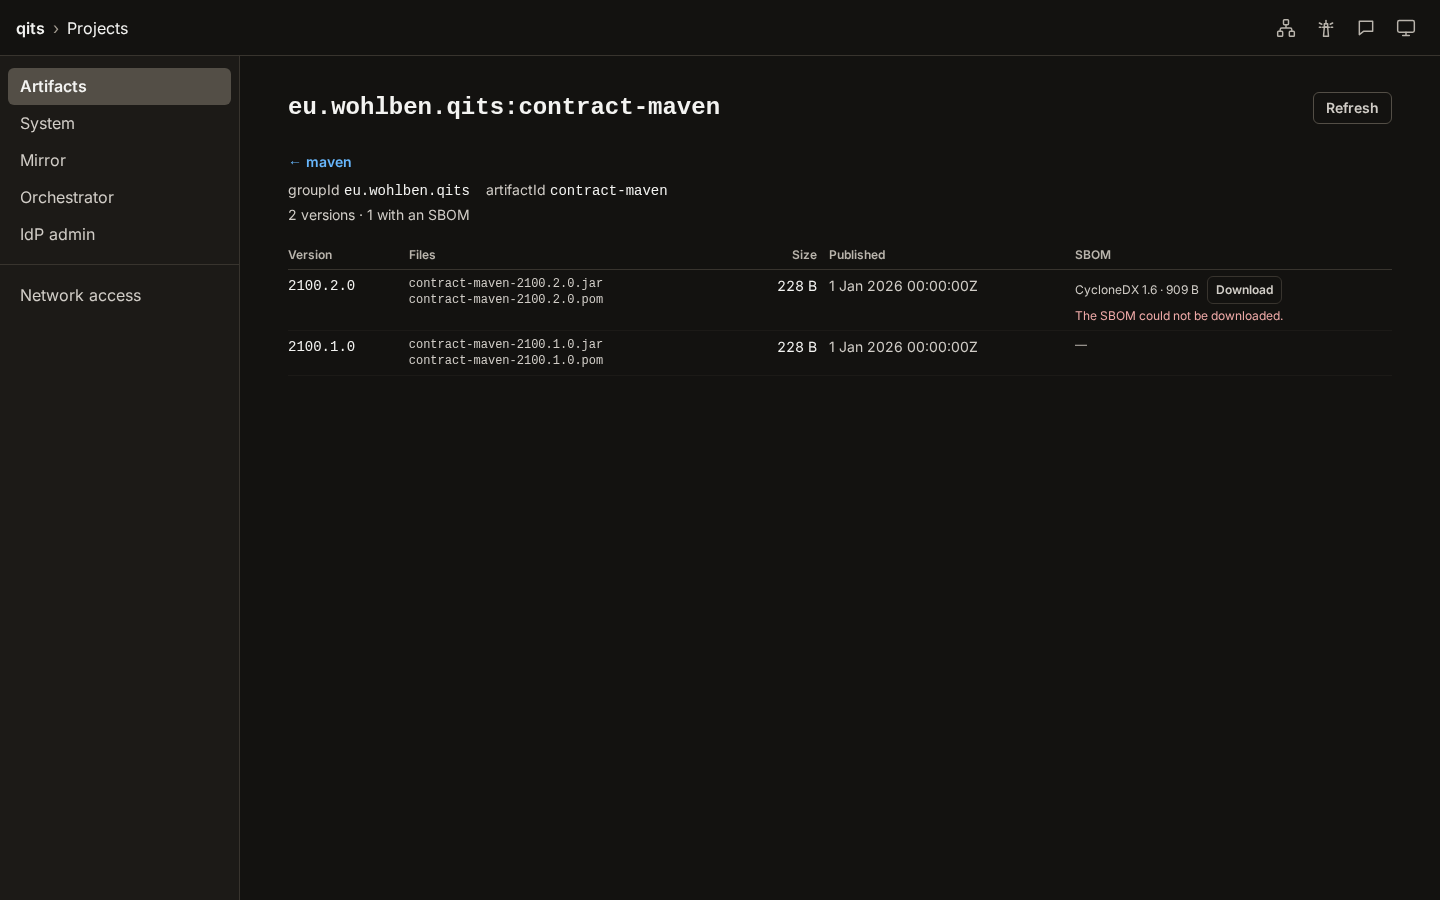 qits › Projects
Artifacts
System
Mirror
Orchestrator
IdP admin
Network access
eu.wohlben.qits:contract-maven
Refresh
← maven
groupId eu.wohlben.qits artifactId contract-maven
2 versions · 1 with an SBOM
Version Files Size Published SBOM
2100.2.0 contract-maven-2100.2.0.jar 228 B 1 Jan 2026 00:00:00Z CycloneDX 1.6 · 909 B Download
contract-maven-2100.2.0.pom
The SBOM could not be downloaded.
2100.1.0 contract-maven-2100.1.0.jar 228 B 1 Jan 2026 00:00:00Z —
contract-maven-2100.1.0.pom